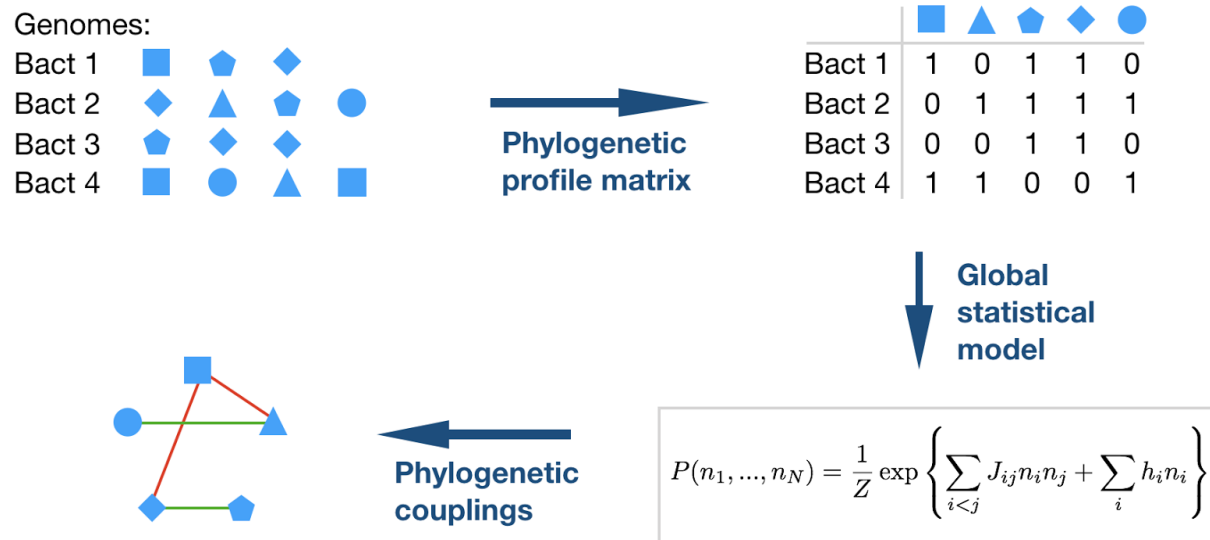 Genomes:
Bact 1
Bact 2
Bact 3
Bact 4
Phylogenetic
profile matrix
Bact 1 1 0 1 1 0
Bact 2 0 1 1 1 1
Bact 3 0 0 1 1 0
Bact 4 1 1 0 0 1
Global
statistical
model
P(n_1, ..., n_N) = \frac{1}{Z} \exp \left\{ \sum_{i<j} J_{ij} n_i n_j + \sum_i h_i n_i \right\}
Phylogenetic
couplings